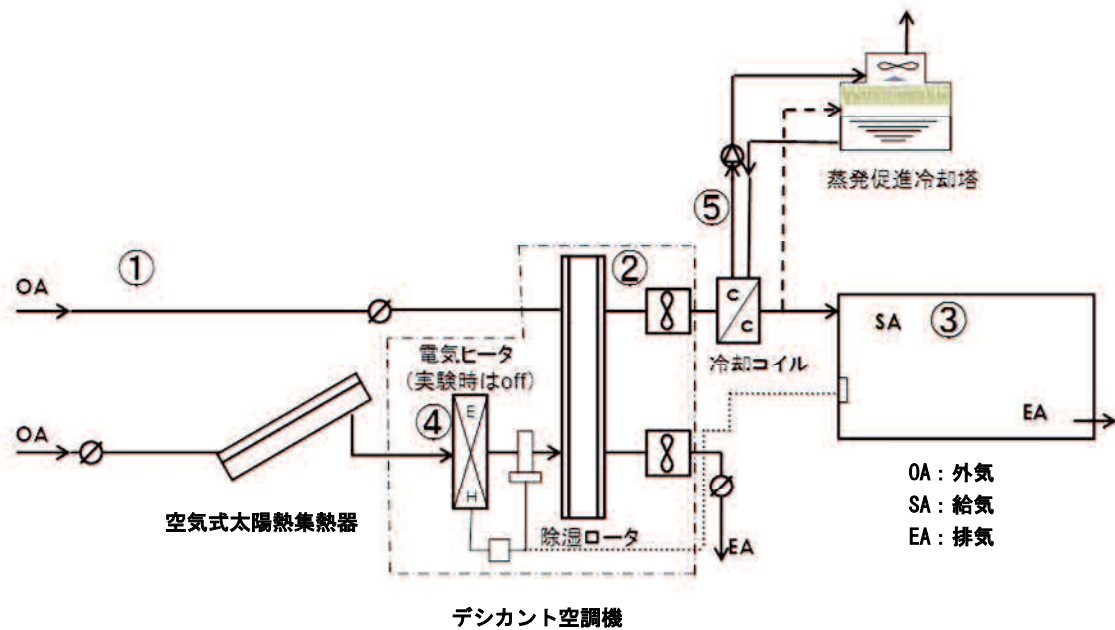 蒸発促進冷却塔
⑤
①
②
OA
C
C
冷却コイル
SA ③
電気ヒータ
(実験時はoff)
④
E
H
OA
EA
空気式太陽熱集熱器
除湿ロータ
EA
OA：外気
SA：給気
EA：排気
デシカント空調機